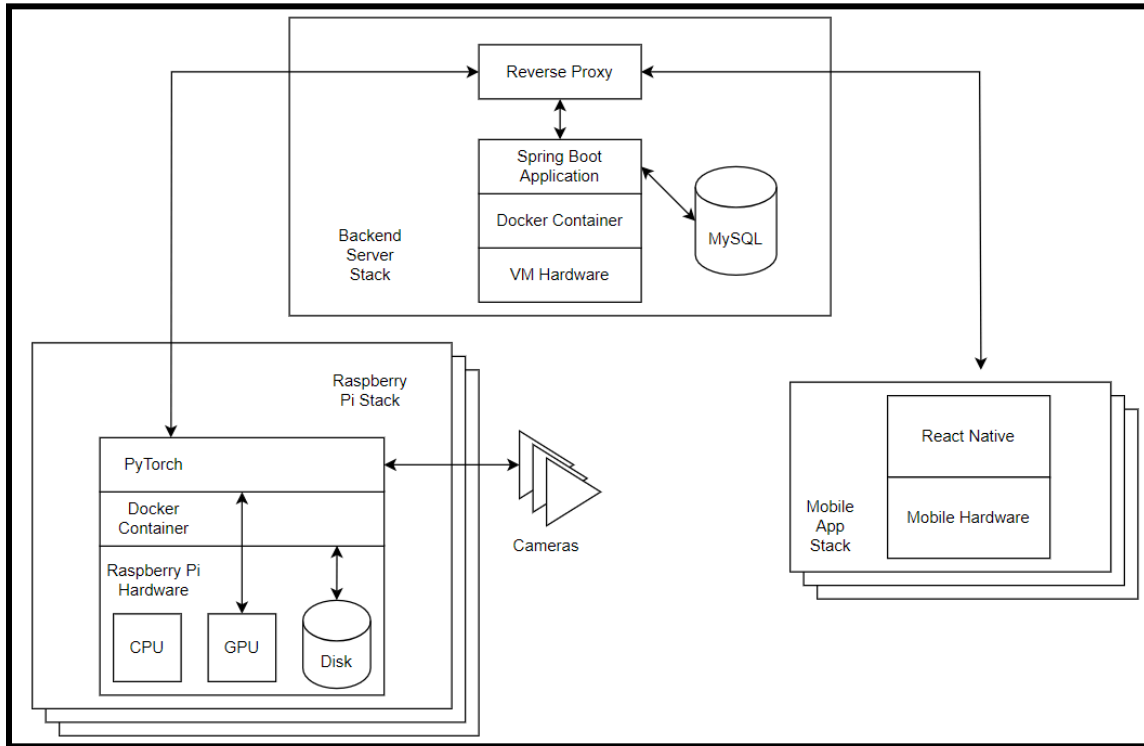 Reverse Proxy
Spring Boot
Application
Docker Container
VM Hardware
MySQL
Backend
Server
Stack
Raspberry
Pi Stack
PyTorch
Docker
Container
Raspberry Pi
Hardware
CPU
GPU
Disk
Cameras
React Native
Mobile Hardware
Mobile
App
Stack